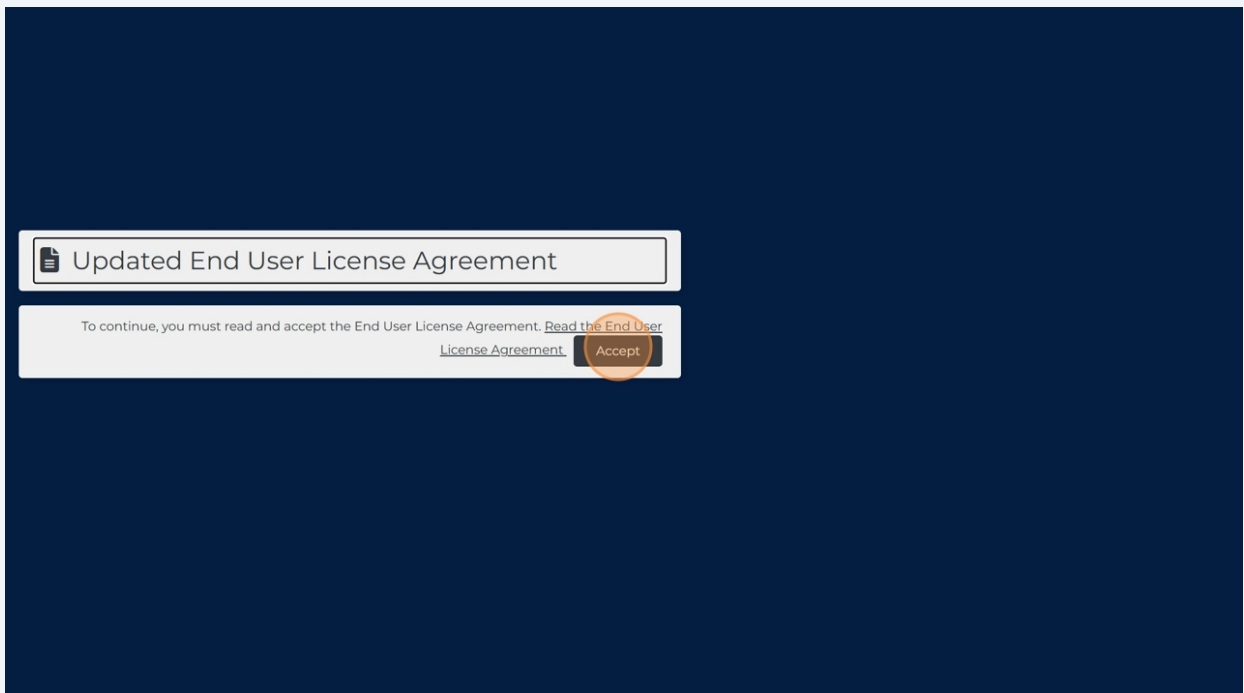 Updated End User License Agreement
To continue, you must read and accept the End User License Agreement. Read the End User
License Agreement Accept